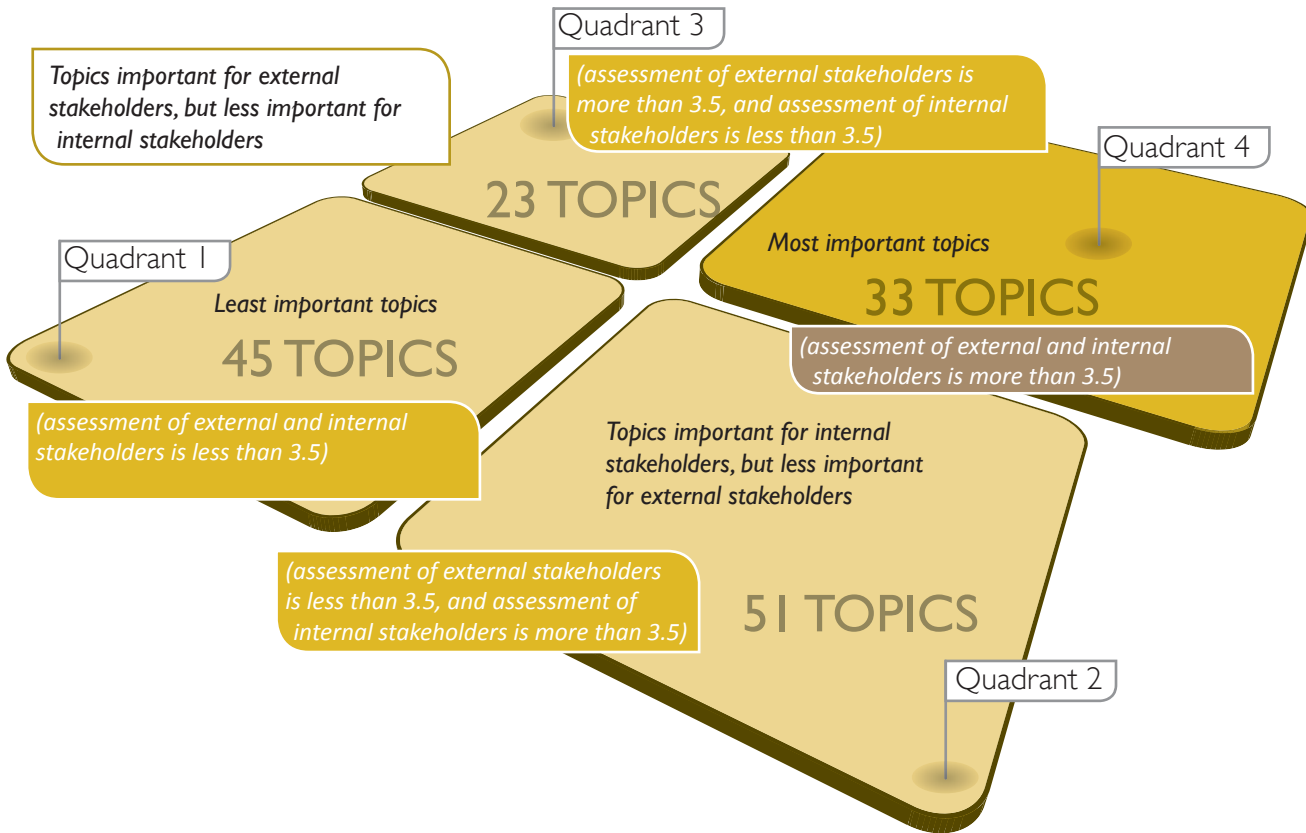 Quadrant 3
Topics important for external
stakeholders, but less important for
internal stakeholders
(assessment of external stakeholders is
more than 3.5, and assessment of internal
stakeholders is less than 3.5)
23 TOPICS
Quadrant 4
Most important topics
33 TOPICS
(assessment of external and internal
stakeholders is more than 3.5)
Quadrant 1
Least important topics
45 TOPICS
(assessment of external and internal
stakeholders is less than 3.5)
Topics important for internal
stakeholders, but less important
for external stakeholders
(assessment of external stakeholders
is less than 3.5, and assessment of
internal stakeholders is more than 3.5)
51 TOPICS
Quadrant 2